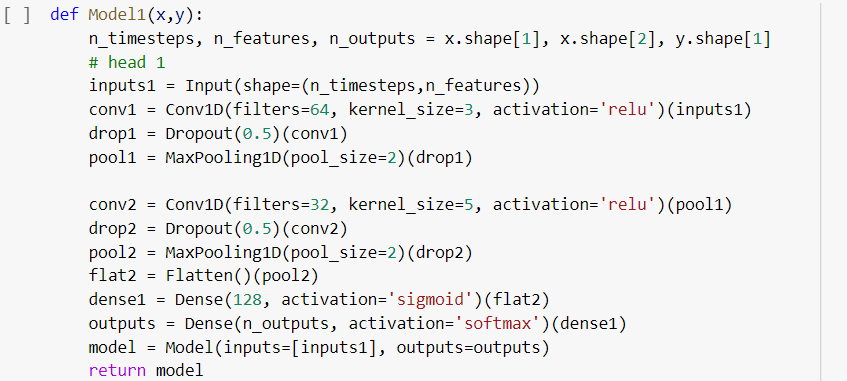 [ ] def Model1(x,y):
n_timesteps, n_features, n_outputs = x.shape[1], x.shape[2], y.shape[1]
# head 1
inputs1 = Input(shape=(n_timesteps,n_features))
conv1 = Conv1D(filters=64, kernel_size=3, activation='relu')(inputs1)
drop1 = Dropout(0.5)(conv1)
pool1 = MaxPooling1D(pool_size=2)(drop1)
conv2 = Conv1D(filters=32, kernel_size=5, activation='relu')(pool1)
drop2 = Dropout(0.5)(conv2)
pool2 = MaxPooling1D(pool_size=2)(drop2)
flat2 = Flatten()(pool2)
dense1 = Dense(128, activation='sigmoid')(flat2)
outputs = Dense(n_outputs, activation='softmax')(dense1)
model = Model(inputs=[inputs1], outputs=outputs)
return model